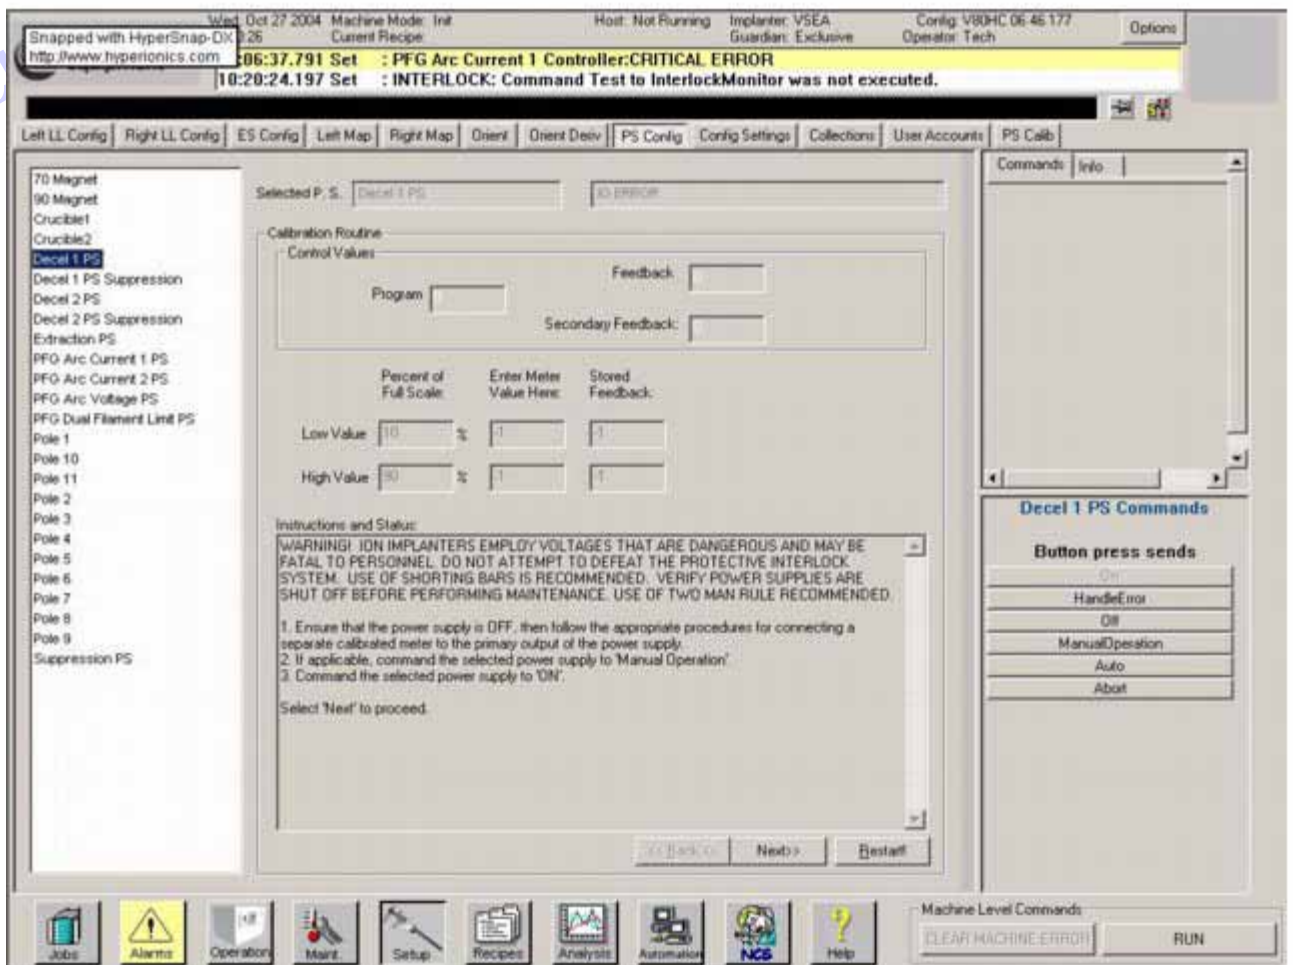 Wed Oct 27 2004 Machine Mode: Init Host: Not Running Implanter: VSEA Config: V80HC 06 46 177 Options
Snapped with HyperSnap-DX :26 Current Recipe: Guardian: Exclusive Operator: Tech
http://www.hyperionics.com :06:37.791 Set : PFG Arc Current 1 Controller:CRITICAL ERROR
10:20:24.197 Set : INTERLOCK: Command Test to InterlockMonitor was not executed.
Left LL Config Right LL Config ES Config Left Map Right Map Orient Orient Deriv PS Config Config Settings Collections User Accounts PS Calib
70 Magnet
90 Magnet
Crucible1
Crucible2
Decel 1 PS
Decel 1 PS Suppression
Decel 2 PS
Decel 2 PS Suppression
Extraction PS
PFG Arc Current 1 PS
PFG Arc Current 2 PS
PFG Arc Voltage PS
PFG Dual Filament Limit PS
Pole 1
Pole 10
Pole 11
Pole 2
Pole 3
Pole 4
Pole 5
Pole 6
Pole 7
Pole 8
Pole 9
Suppression PS
Selected P. S. Decel 1 PS IO ERROR
Calibration Routine
Control Values
Feedback
Program
Secondary Feedback:
Percent of Full Scale:
Enter Meter Value Here:
Stored Feedback:
Low Value 10 % -1 -1
High Value 90 % -1 -1
Instructions and Status:
WARNING! ION IMPLANTERS EMPLOY VOLTAGES THAT ARE DANGEROUS AND MAY BE
FATAL TO PERSONNEL. DO NOT ATTEMPT TO DEFEAT THE PROTECTIVE INTERLOCK
SYSTEM. USE OF SHORTING BARS IS RECOMMENDED. VERIFY POWER SUPPLIES ARE
SHUT OFF BEFORE PERFORMING MAINTENANCE. USE OF TWO MAN RULE RECOMMENDED.
1. Ensure that the power supply is OFF, then follow the appropriate procedures for connecting a
separate calibrated meter to the primary output of the power supply.
2. If applicable, command the selected power supply to 'Manual Operation'
3. Command the selected power supply to 'ON'.
Select 'Next' to proceed.
<< Back << Next>> Restart!
Commands Info
Decel 1 PS Commands
Button press sends
On
HandleError
Off
ManualOperation
Auto
Abort
Jobs Alarms Operation Maint. Setup Recipes Analysis Automation NCS Help
Machine Level Commands
CLEAR MACHINE ERROR RUN